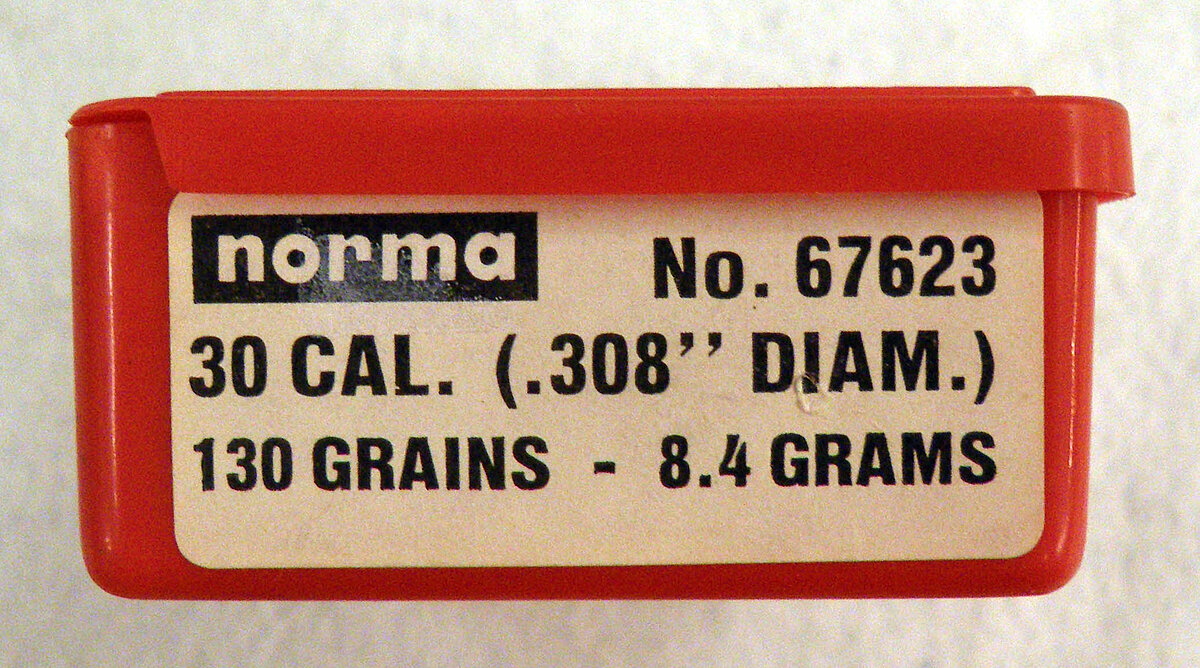 norma No. 67623
30 CAL. (.308’’ DIAM.)
130 GRAINS - 8.4 GRAMS